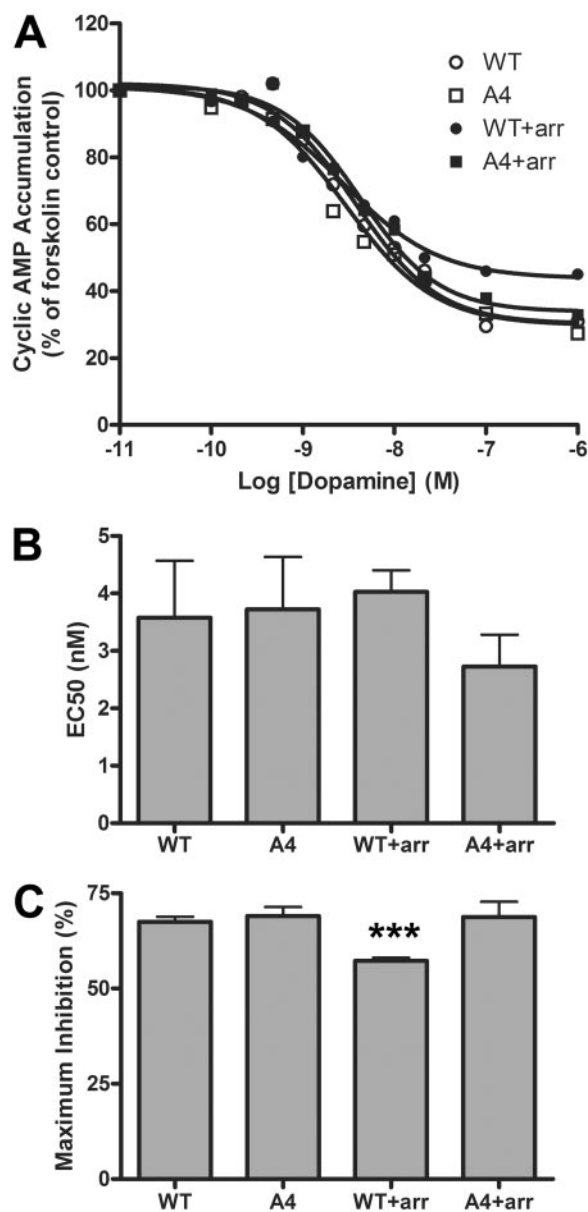 A
Cyclic AMP Accumulation
(% of forskolin control)
120
100
80
60
40
20
0
WT
A4
WT+arr
A4+arr
-11
-10
-9
-8
-7
-6
Log [Dopamine] (M)
B
EC50 (nM)
5
4
3
2
1
0
WT
A4
WT+arr
A4+arr
C
Maximum Inhibition (%)
75
50
25
0
***
WT
A4
WT+arr
A4+arr